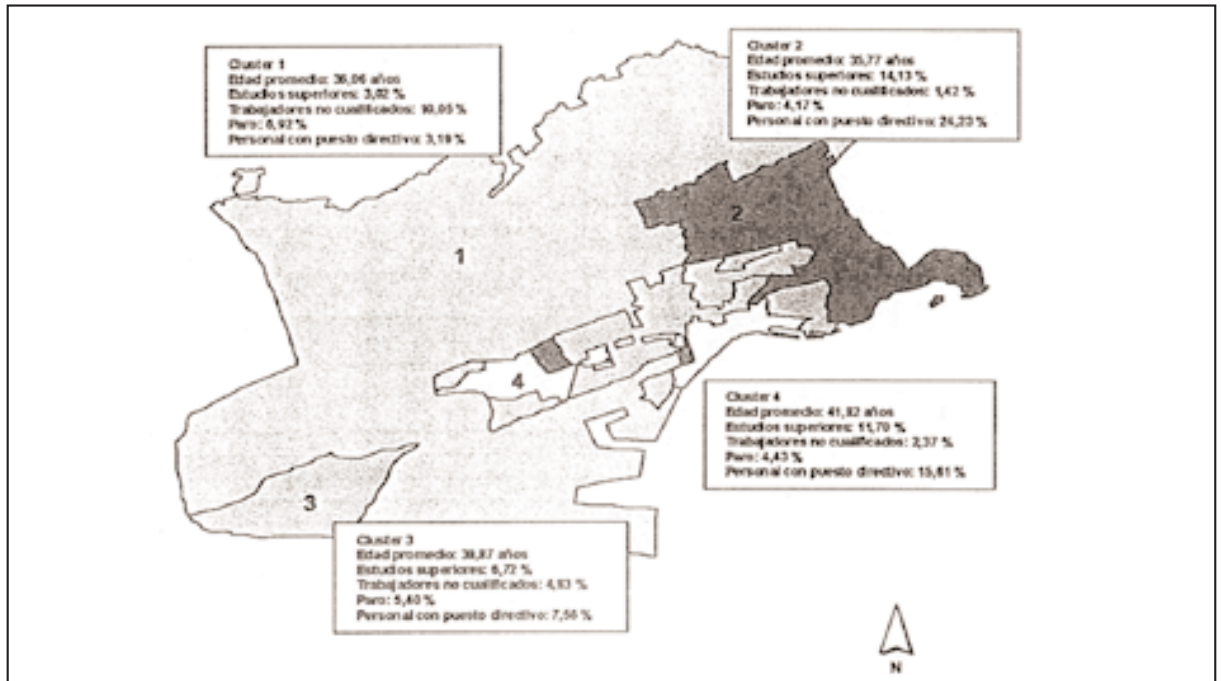 Cluster 1
Edad promedio: 36,06 años
Estudios superiores: 3,02 %
Trabajadores no cualificados: 10,05 %
Paro: 6,92 %
Personal con puesto directivo: 3,19 %
Cluster 2
Edad promedio: 35,77 años
Estudios superiores: 14,13 %
Trabajadores no cualificados: 1,42 %
Paro: 4,17 %
Personal con puesto directivo: 24,23 %
2
1
4
Cluster 4
Edad promedio: 41,82 años
Estudios superiores: 11,70 %
Trabajadores no cualificados: 2,37 %
Paro: 4,43 %
Personal con puesto directivo: 15,61 %
3
Cluster 3
Edad promedio: 38,87 años
Estudios superiores: 6,72 %
Trabajadores no cualificados: 4,83 %
Paro: 5,40 %
Personal con puesto directivo: 7,56 %
N